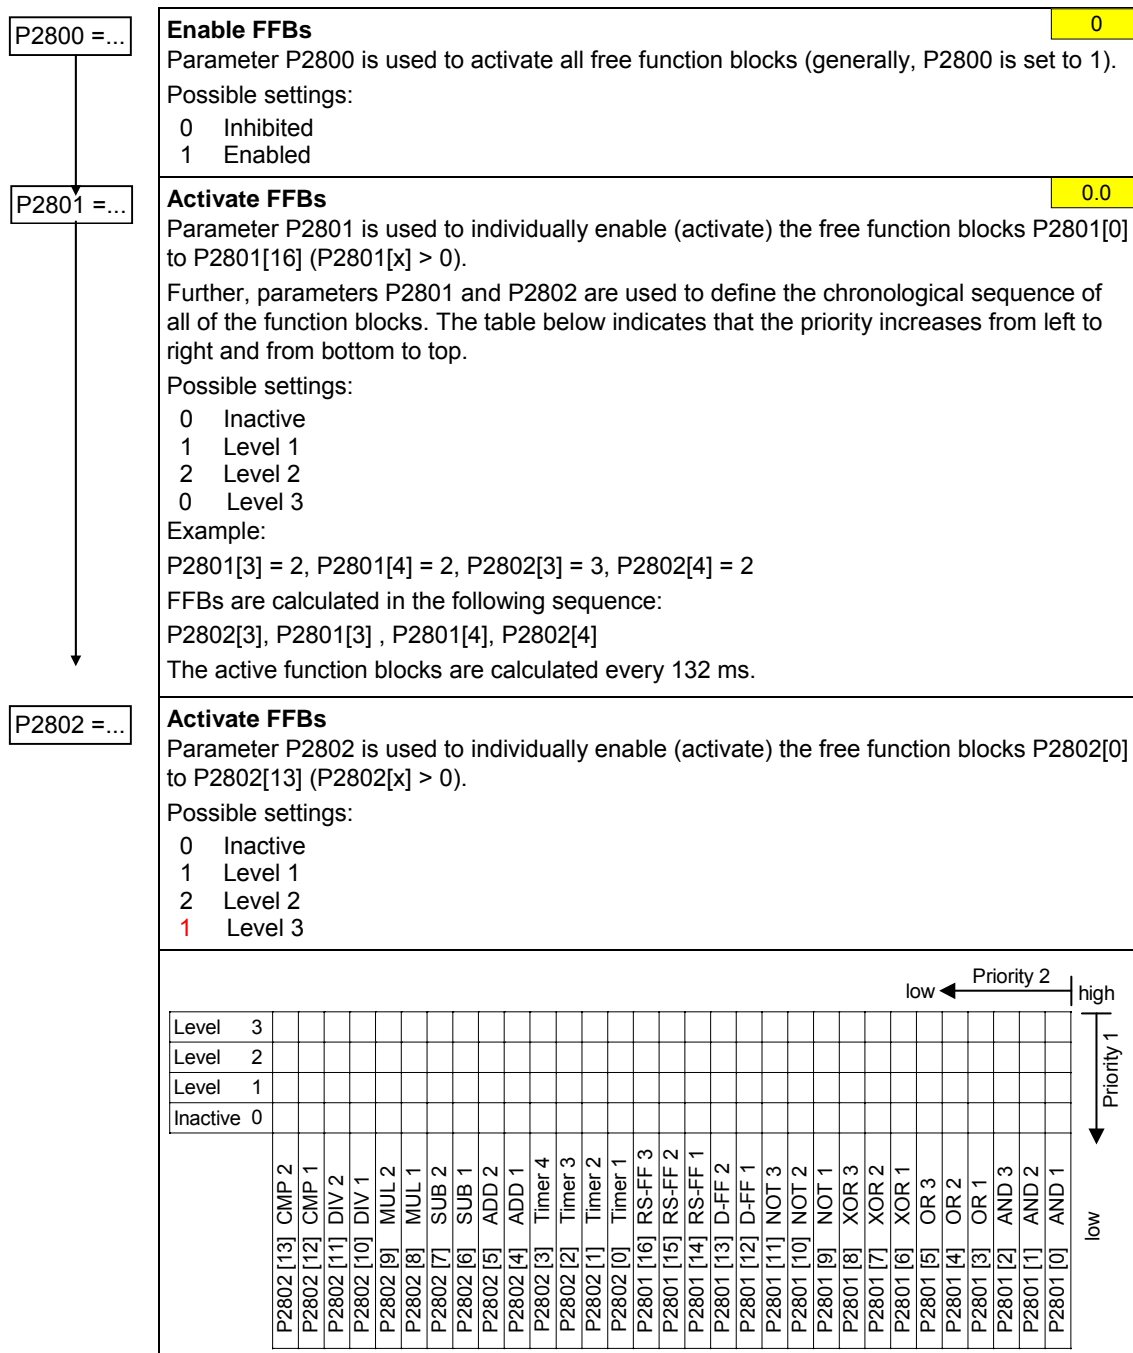 P2800 =...
Enable FFBs
0
Parameter P2800 is used to activate all free function blocks (generally, P2800 is set to 1).
Possible settings:
0 Inhibited
1 Enabled
P2801 =...
Activate FFBs
0.0
Parameter P2801 is used to individually enable (activate) the free function blocks P2801[0]
to P2801[16] (P2801[x] > 0).
Further, parameters P2801 and P2802 are used to define the chronological sequence of
all of the function blocks. The table below indicates that the priority increases from left to
right and from bottom to top.
Possible settings:
0 Inactive
1 Level 1
2 Level 2
0 Level 3
Example:
P2801[3] = 2, P2801[4] = 2, P2802[3] = 3, P2802[4] = 2
FFBs are calculated in the following sequence:
P2802[3], P2801[3] , P2801[4], P2802[4]
The active function blocks are calculated every 132 ms.
P2802 =...
Activate FFBs
Parameter P2802 is used to individually enable (activate) the free function blocks P2802[0]
to P2802[13] (P2802[x] > 0).
Possible settings:
0 Inactive
1 Level 1
2 Level 2
1 Level 3
low Priority 2 high
Level 3
Level 2
Level 1
Inactive 0
Priority 1
low
P2802 [13] CMP 2
P2802 [12] CMP 1
P2802 [11] DIV 2
P2802 [10] DIV 1
P2802 [9] MUL 2
P2802 [8] MUL 1
P2802 [7] SUB 2
P2802 [6] SUB 1
P2802 [5] ADD 2
P2802 [4] ADD 1
P2802 [3] Timer 4
P2802 [2] Timer 3
P2802 [1] Timer 2
P2802 [0] Timer 1
P2801 [16] RS-FF 3
P2801 [15] RS-FF 2
P2801 [14] RS-FF 1
P2801 [13] D-FF 2
P2801 [12] D-FF 1
P2801 [11] NOT 3
P2801 [10] NOT 2
P2801 [9] NOT 1
P2801 [8] XOR 3
P2801 [7] XOR 2
P2801 [6] XOR 1
P2801 [5] OR 3
P2801 [4] OR 2
P2801 [3] OR 1
P2801 [2] AND 3
P2801 [1] AND 2
P2801 [0] AND 1